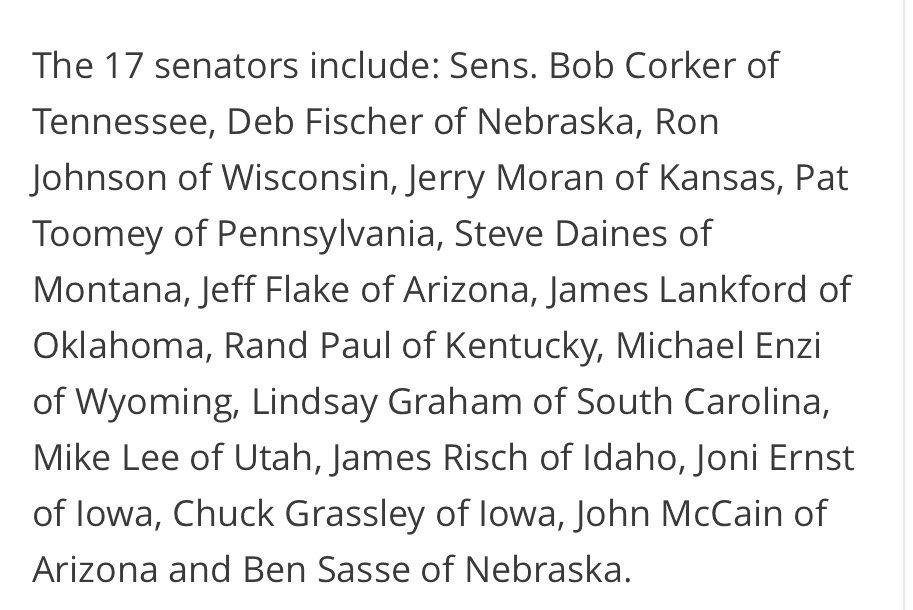 The 17 senators include: Sens. Bob Corker of
Tennessee, Deb Fischer of Nebraska, Ron
Johnson of Wisconsin, Jerry Moran of Kansas, Pat
Toomey of Pennsylvania, Steve Daines of
Montana, Jeff Flake of Arizona, James Lankford of
Oklahoma, Rand Paul of Kentucky, Michael Enzi
of Wyoming, Lindsay Graham of South Carolina,
Mike Lee of Utah, James Risch of Idaho, Joni Ernst
of Iowa, Chuck Grassley of Iowa, John McCain of
Arizona and Ben Sasse of Nebraska.